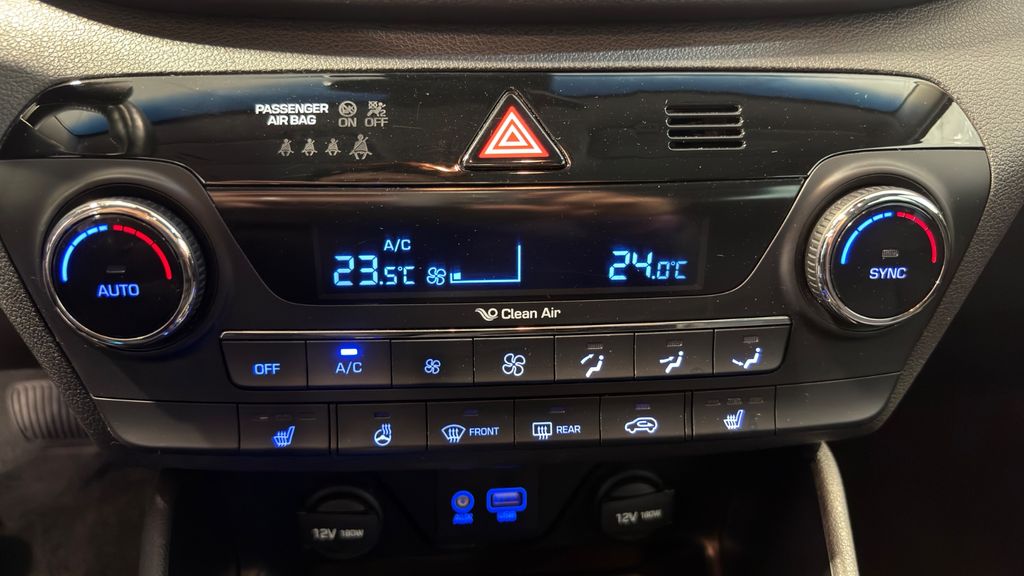 PASSENGER
AIR BAG
ON OFF
A/C
23.5°C
24.0°C
AUTO
SYNC
Clean Air
OFF
A/C
FRONT
REAR
12V 180W
12V 180W